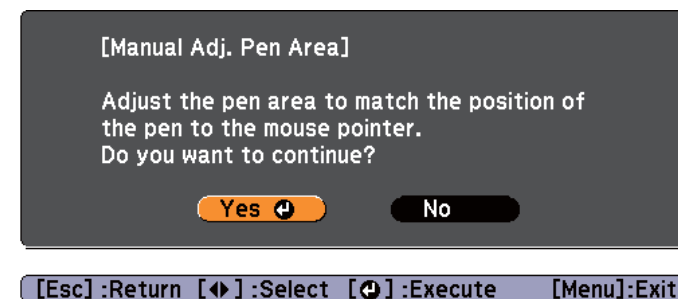 [Manual Adj. Pen Area]
Adjust the pen area to match the position of
the pen to the mouse pointer.
Do you want to continue?
Yes No
[Esc] :Return [◆] :Select [↵] :Execute [Menu]:Exit